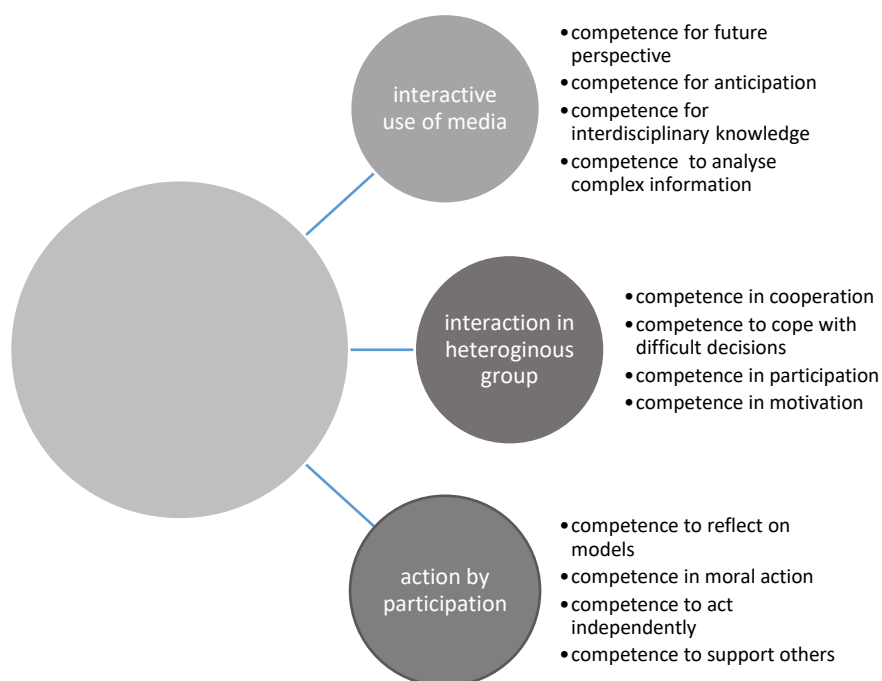 interactive
use of media
•competence for future
perspective
•competence for anticipation
•competence for
interdisciplinary knowledge
•competence to analyse
complex information
interaction in
heteroginous
group
•competence in cooperation
•competence to cope with
difficult decisions
•competence in participation
•competence in motivation
action by
participation
•competence to reflect on
models
•competence in moral action
•competence to act
independently
•competence to support others